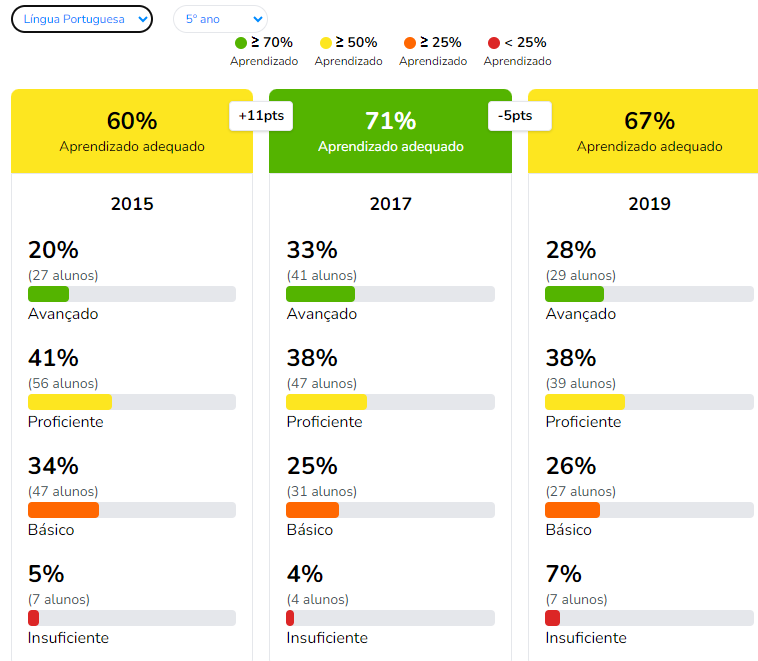 Língua Portuguesa
5º ano
≥ 70%
Aprendizado
≥ 50%
Aprendizado
≥ 25%
Aprendizado
< 25%
Aprendizado
60%
Aprendizado adequado
+11pts
71%
Aprendizado adequado
-5pts
67%
Aprendizado adequado
2015
20%
(27 alunos)
Avançado
41%
(56 alunos)
Proficiente
34%
(47 alunos)
Básico
5%
(7 alunos)
Insuficiente
2017
33%
(41 alunos)
Avançado
38%
(47 alunos)
Proficiente
25%
(31 alunos)
Básico
4%
(4 alunos)
Insuficiente
2019
28%
(29 alunos)
Avançado
38%
(39 alunos)
Proficiente
26%
(27 alunos)
Básico
7%
(7 alunos)
Insuficiente